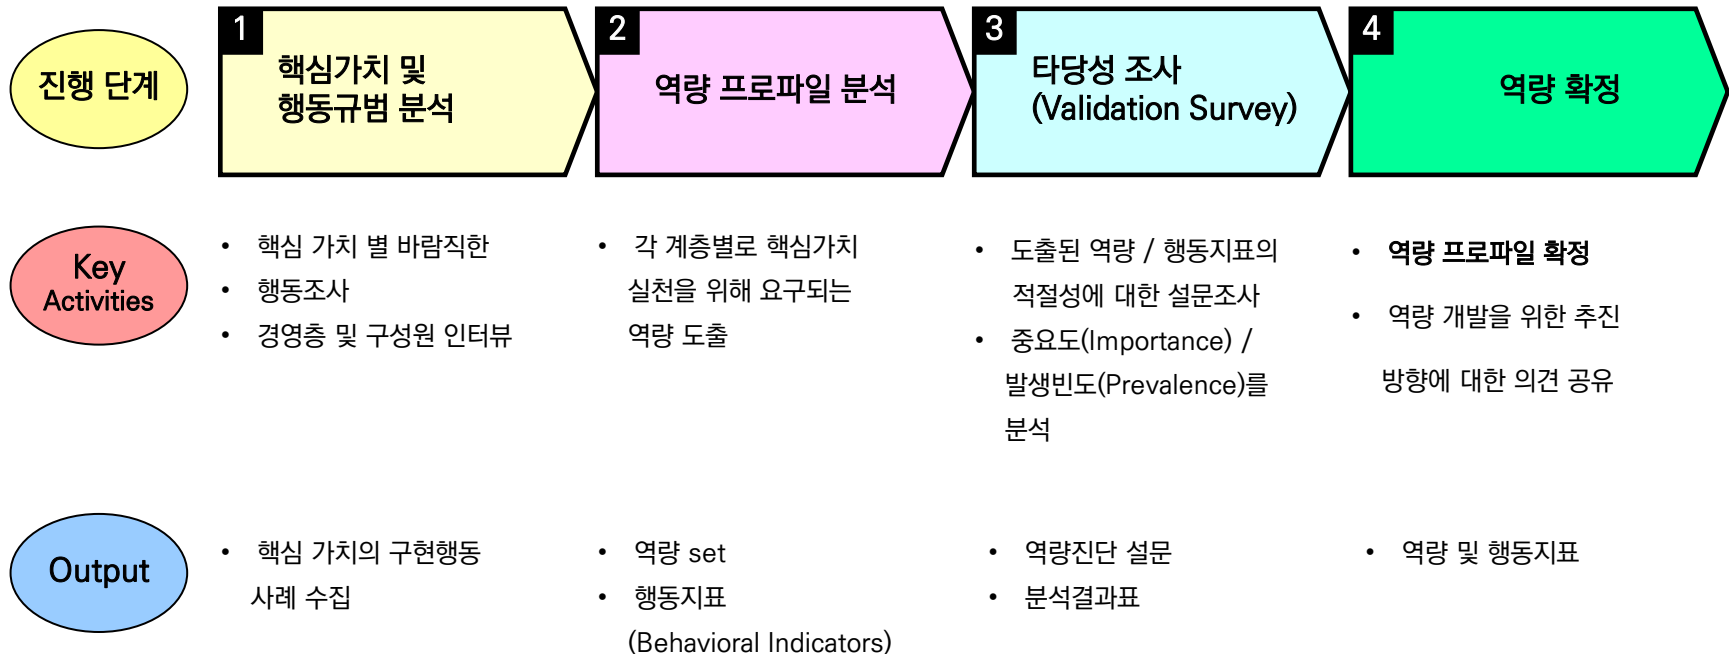 진행 단계
1
핵심가치 및
행동규범 분석
2
역량 프로파일 분석
3
타당성 조사
(Validation Survey)
4
역량 확정
Key
Activities
• 핵심 가치 별 바람직한
• 행동조사
• 경영층 및 구성원 인터뷰
• 각 계층별로 핵심가치
실천을 위해 요구되는
역량 도출
• 도출된 역량 / 행동지표의
적절성에 대한 설문조사
• 중요도(Importance) /
발생빈도(Prevalence)를
분석
• 역량 프로파일 확정
• 역량 개발을 위한 추진
방향에 대한 의견 공유
Output
• 핵심 가치의 구현행동
사례 수집
• 역량 set
• 행동지표
(Behavioral Indicators)
• 역량진단 설문
• 분석결과표
• 역량 및 행동지표